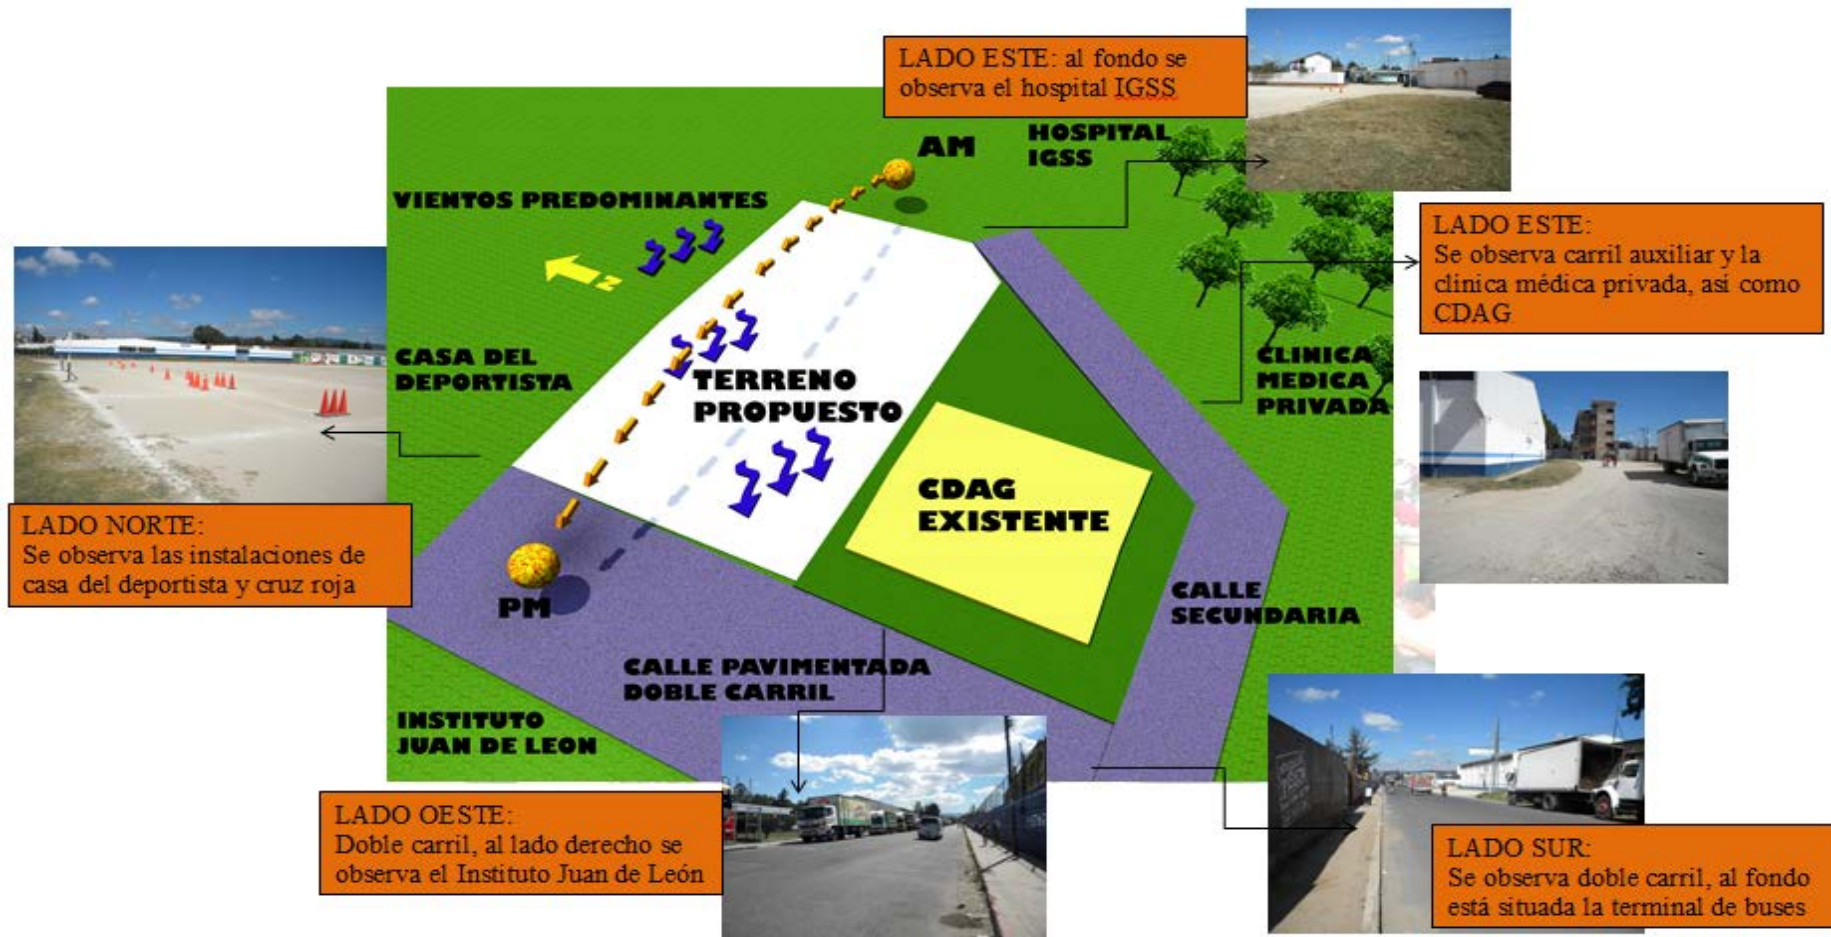 LADO ESTE: al fondo se
observa el hospital IGSS
AM
HOSPITAL
IGSS
VIENTOS PREDOMINANTES
LADO ESTE:
Se observa carril auxiliar y la
clínica médica privada, así como
CDAG
N
CASA DEL
DEPORTISTA
TERRENO
PROPUESTO
CLINICA
MEDICA
PRIVADA
CDAG
EXISTENTE
LADO NORTE:
Se observa las instalaciones de
casa del deportista y cruz roja
PM
CALLE
SECUNDARIA
CALLE PAVIMENTADA
DOBLE CARRIL
INSTITUTO
JUAN DE LEON
LADO OESTE:
Doble carril, al lado derecho se
observa el Instituto Juan de León
LADO SUR:
Se observa doble carril, al fondo
está situada la terminal de buses